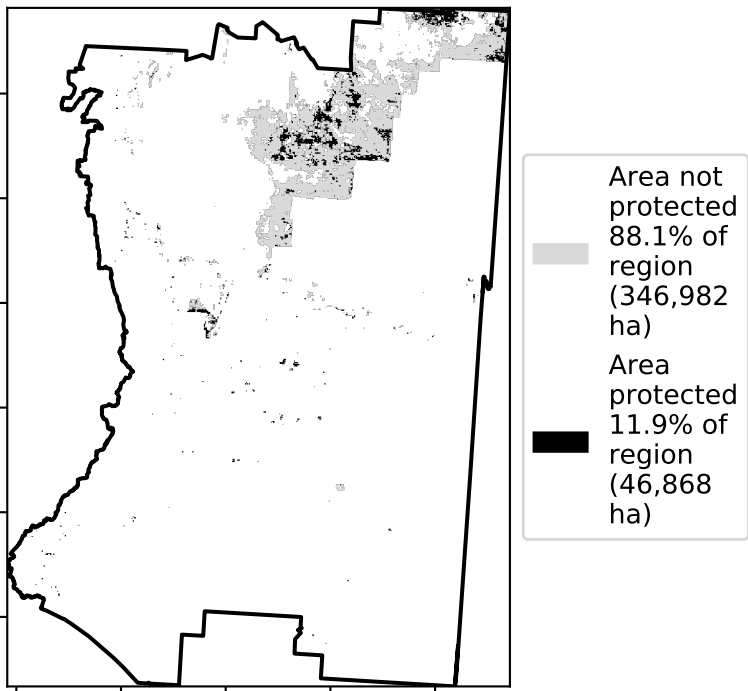 Area not
protected
88.1% of
region
(346,982
ha)
Area
protected
11.9% of
region
(46,868
ha)